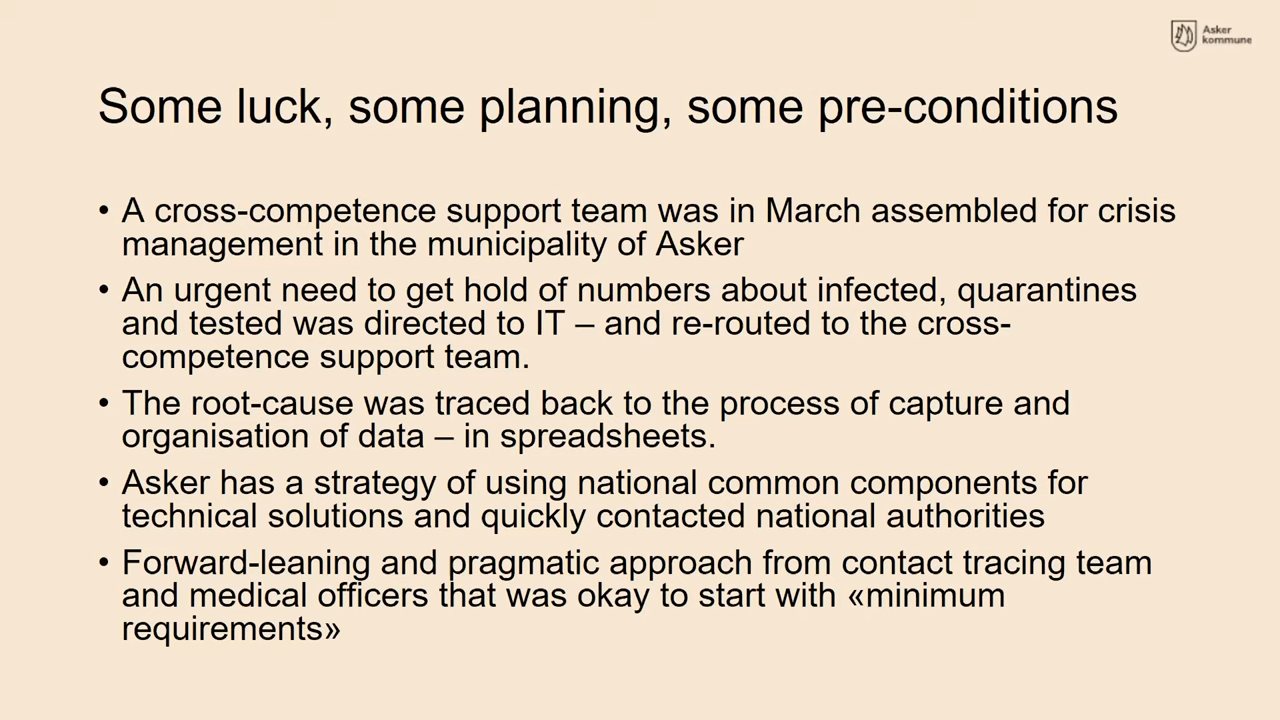 Asker
kommune
Some luck, some planning, some pre-conditions
• A cross-competence support team was in March assembled for crisis
management in the municipality of Asker
• An urgent need to get hold of numbers about infected, quarantines
and tested was directed to IT – and re-routed to the cross-
competence support team.
• The root-cause was traced back to the process of capture and
organisation of data – in spreadsheets.
• Asker has a strategy of using national common components for
technical solutions and quickly contacted national authorities
• Forward-leaning and pragmatic approach from contact tracing team
and medical officers that was okay to start with «minimum
requirements»